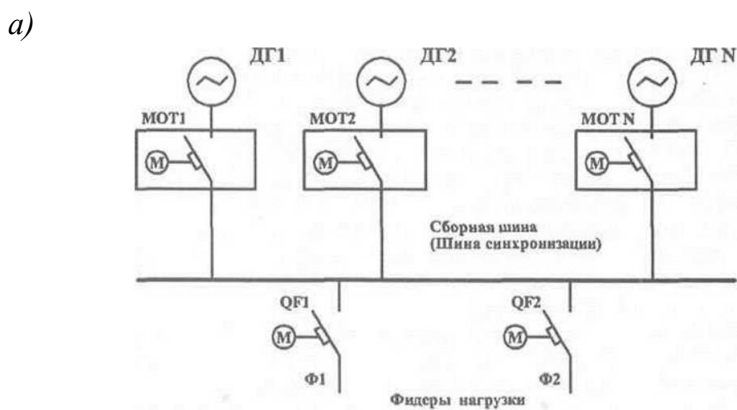 а)
ДГ1 ДГ2 ДГ N
МОТ1 МОТ2 МОТ N
М М М
Сборная шина
(Шина синхронизации)
QF1 QF2
М М
Ф1 Ф2
Фидеры нагрузки